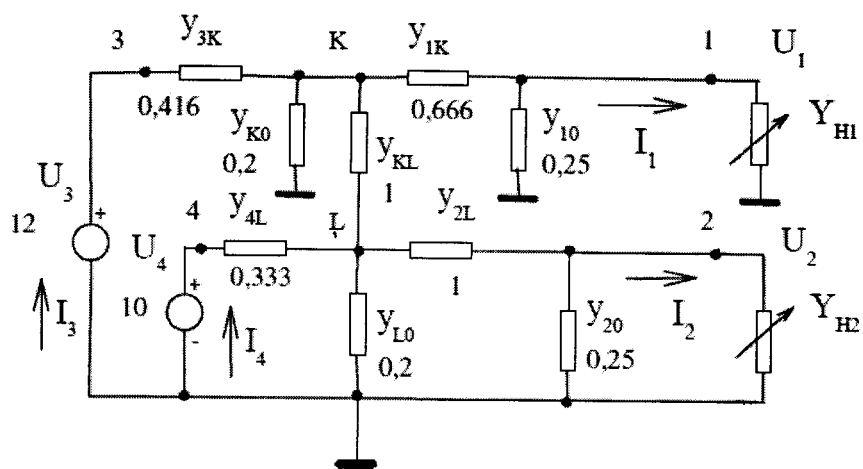 3 y3K K y1K 1 U1
0,416 0,666
yK0 yKL y10 YH1
0,2 0,25 I1
U3 1
12 + 4 y4L L y2L 2 U2
U4 0,333 1
10 + -
I3 I4 yL0 y20 I2 YH2
0,2 0,25